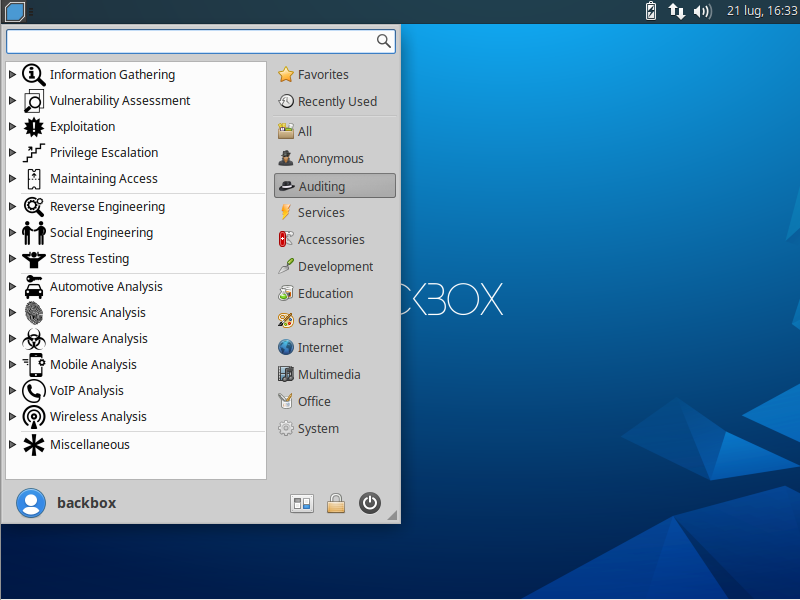 21 lug, 16:33
Information Gathering
Vulnerability Assessment
Exploitation
Privilege Escalation
Maintaining Access
Reverse Engineering
Social Engineering
Stress Testing
Automotive Analysis
Forensic Analysis
Malware Analysis
Mobile Analysis
VoIP Analysis
Wireless Analysis
Miscellaneous
Favorites
Recently Used
All
Anonymous
Auditing
Services
Accessories
Development
Education
Graphics
Internet
Multimedia
Office
System
CKBOX
backbox